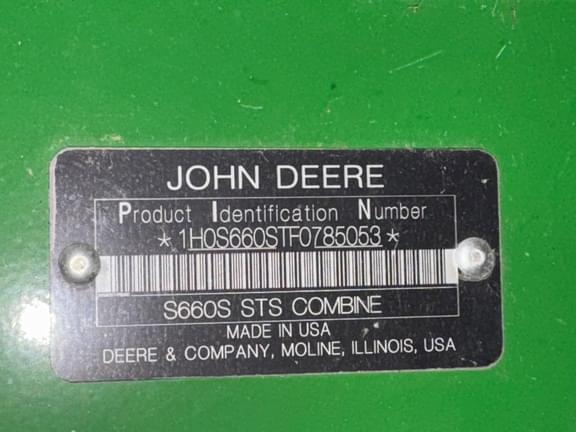 JOHN DEERE
Product Identification Number
*1H0S660STF0785053*
S660S STS COMBINE
MADE IN USA
DEERE & COMPANY, MOLINE, ILLINOIS, USA